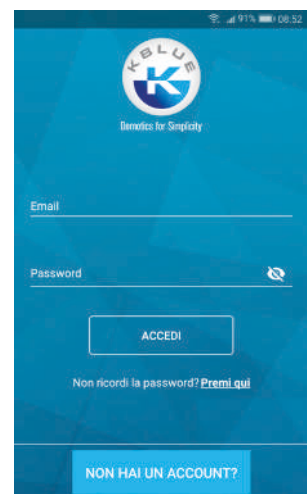 91% 08:52
KBLUE
K
Domotics for Simplicity
Email
Password
ACCEDI
Non ricordi la password? Premi qui
NON HAI UN ACCOUNT?